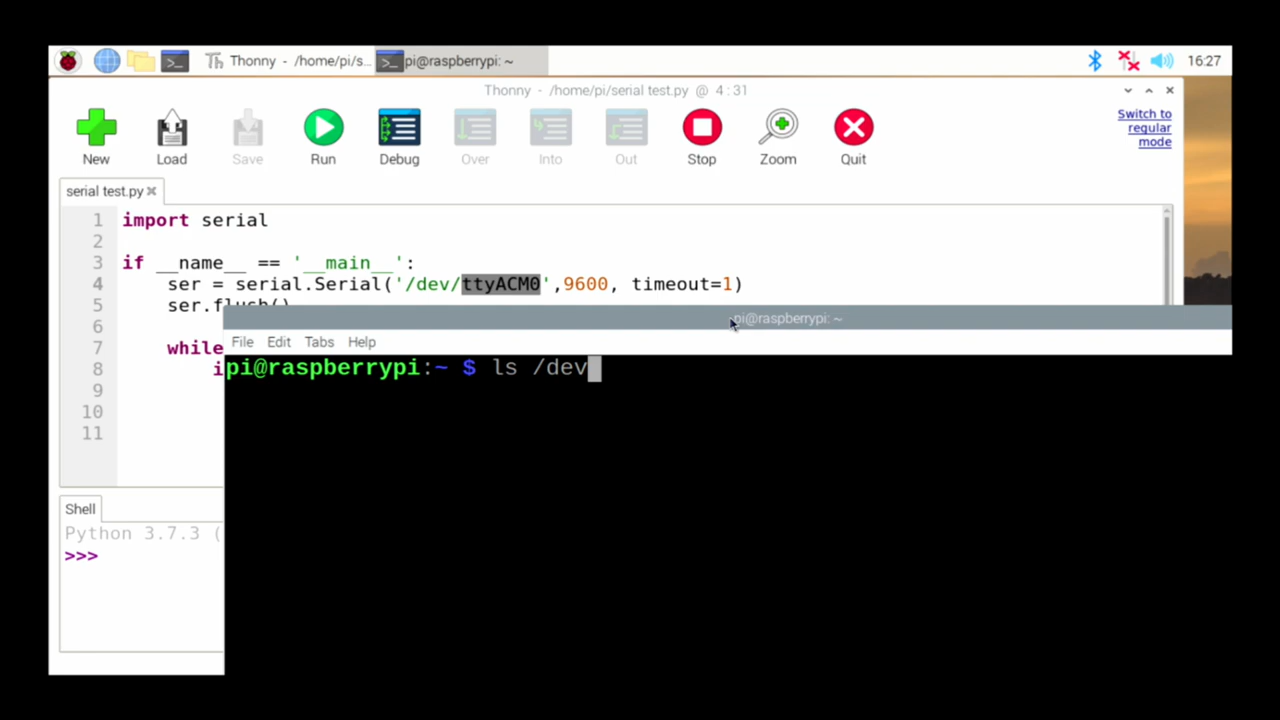 Thonny - /home/pi/s...
pi@raspberrypi: ~
16:27
Thonny - /home/pi/serial test.py @ 4:31
New
Load
Save
Run
Debug
Over
Into
Out
Stop
Zoom
Quit
Switch to
regular
mode
serial test.py
1 import serial
2
3 if __name__ == '__main__':
4 ser = serial.Serial('/dev/ttyACM0',9600, timeout=1)
5 ser.flush()
6
7 while
8 i
9
10
11
pi@raspberrypi: ~
File Edit Tabs Help
pi@raspberrypi:~ $ ls /dev
Shell
Python 3.7.3 (
>>>